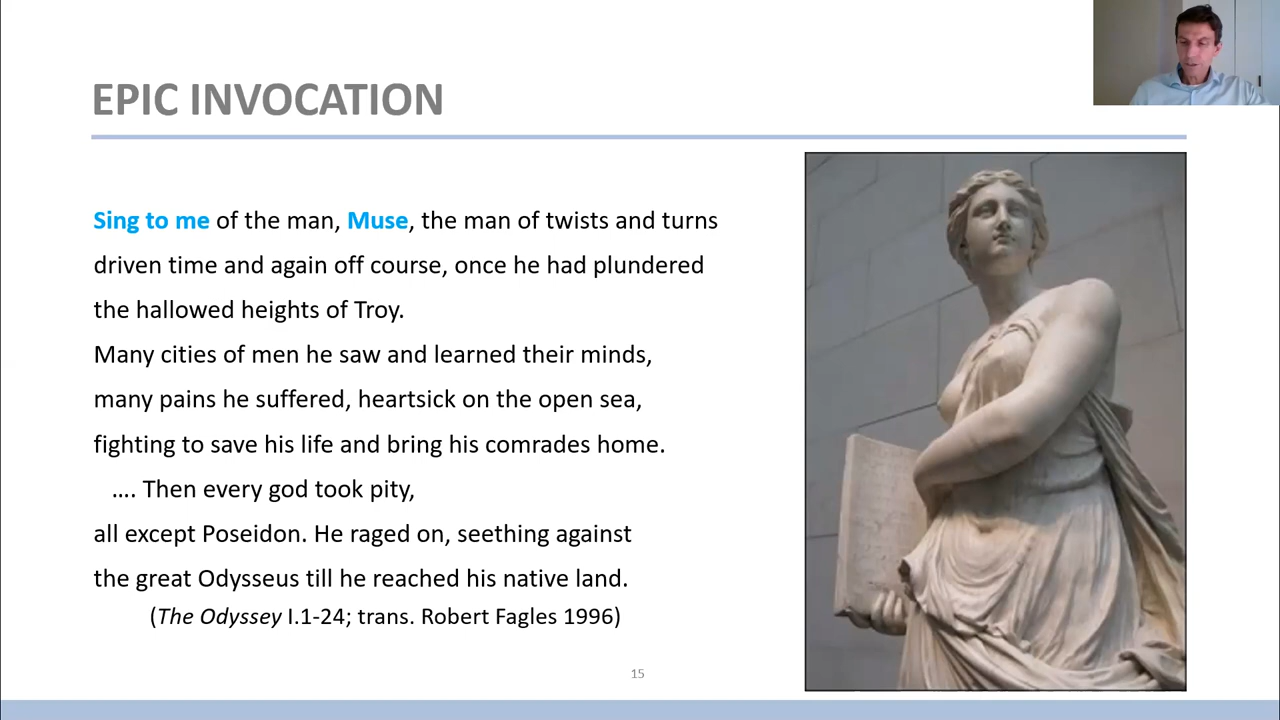 EPIC INVOCATION
Sing to me of the man, Muse, the man of twists and turns
driven time and again off course, once he had plundered
the hallowed heights of Troy.
Many cities of men he saw and learned their minds,
many pains he suffered, heartsick on the open sea,
fighting to save his life and bring his comrades home.
…. Then every god took pity,
all except Poseidon. He raged on, seething against
the great Odysseus till he reached his native land.
(The Odyssey I.1-24; trans. Robert Fagles 1996)
15